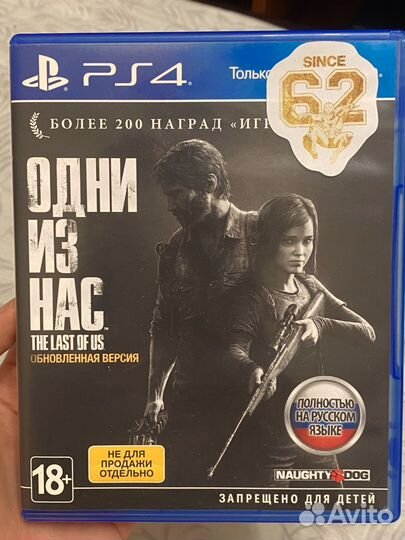 PS4
Только
SINCE
62
БОЛЕЕ 200 НАГРАД «ИГР
ОДНИ
ИЗ
НАС
THE LAST OF US™
ОБНОВЛЕННАЯ ВЕРСИЯ
ПОЛНОСТЬЮ
НА РУССКОМ
ЯЗЫКЕ
НЕ ДЛЯ
ПРОДАЖИ
ОТДЕЛЬНО
18+
NAUGHTY DOG
ЗАПРЕЩЕНО ДЛЯ ДЕТЕЙ
Avito